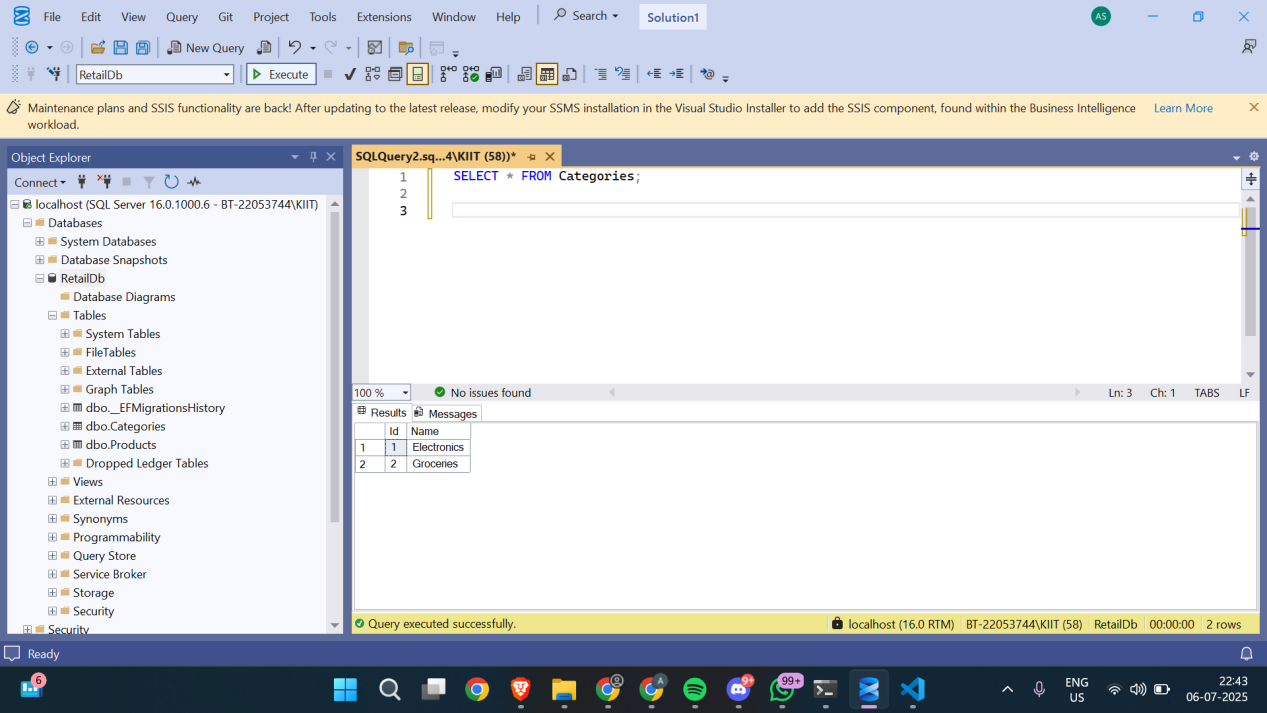 File Edit View Query Git Project Tools Extensions Window Help Search Solution1 AS
New Query
RetailDb Execute
Maintenance plans and SSIS functionality are back! After updating to the latest release, modify your SSMS installation in the Visual Studio Installer to add the SSIS component, found within the Business Intelligence Learn More
workload.
Object Explorer
Connect
localhost (SQL Server 16.0.1000.6 - BT-22053744\KIIT)
Databases
System Databases
Database Snapshots
RetailDb
Database Diagrams
Tables
System Tables
FileTables
External Tables
Graph Tables
dbo.__EFMigrationsHistory
dbo.Categories
dbo.Products
Dropped Ledger Tables
Views
External Resources
Synonyms
Programmability
Query Store
Service Broker
Storage
Security
Security
SQLQuery2.sq...4\KIIT (58))*
1 SELECT * FROM Categories;
2
3
100 % No issues found Ln: 3 Ch: 1 TABS LF
Results Messages
Id Name
1 1 Electronics
2 2 Groceries
Query executed successfully. localhost (16.0 RTM) BT-22053744\KIIT (58) RetailDb 00:00:00 2 rows
Ready
6 A 9+ 99+ ENG 22:43
US 06-07-2025